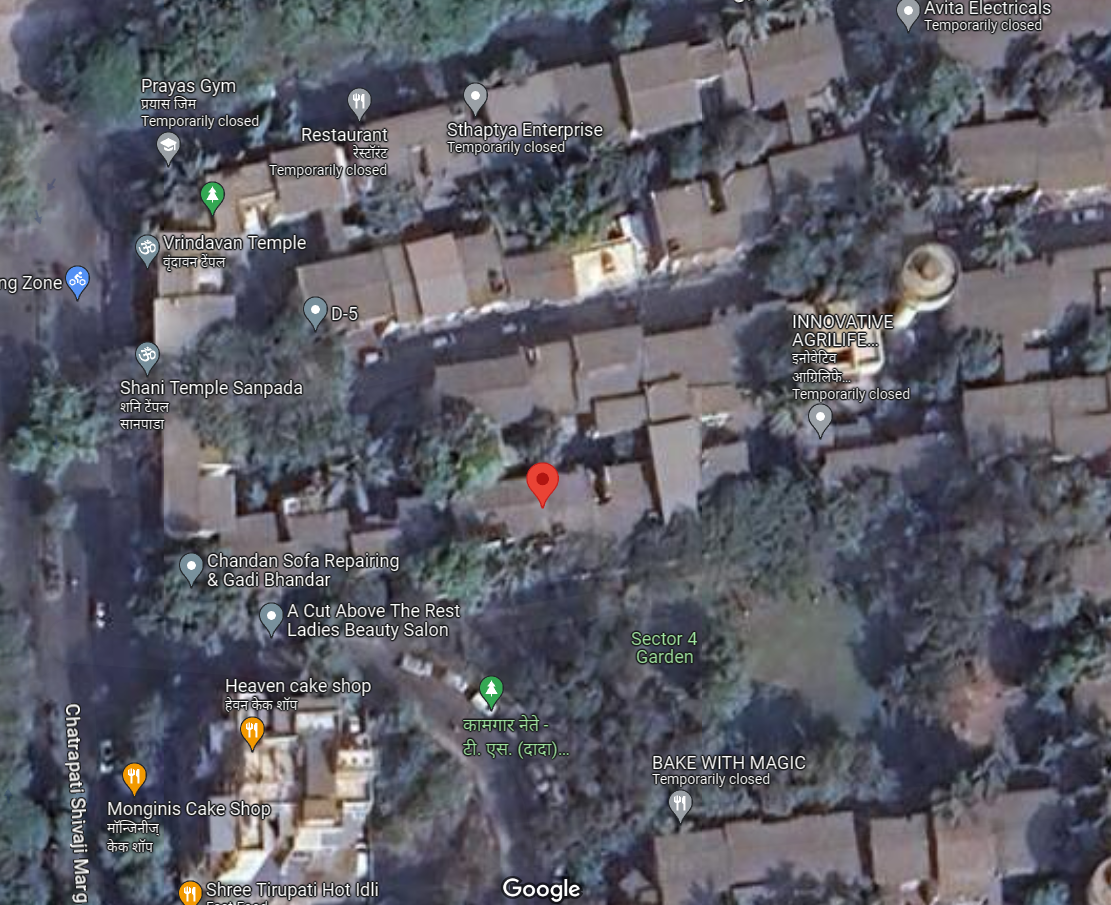 Avita Electricals
Temporarily closed
Prayas Gym
प्रयास जिम
Temporarily closed
Restaurant
रेस्टॉरंट
Temporarily closed
Sthaptya Enterprise
Temporarily closed
Vrindavan Temple
वृंदावन टेंपल
ng Zone
D-5
INNOVATIVE
AGRILIFE...
इनोवेटिव
आग्रिलिफे...
Temporarily closed
Shani Temple Sanpada
शनि टेंपल
सानपाडा
Chandan Sofa Repairing
& Gadi Bhandar
A Cut Above The Rest
Ladies Beauty Salon
Sector 4
Garden
Heaven cake shop
हेवन केक शॉप
कामगार नेते -
टी. एस. (दादा)...
BAKE WITH MAGIC
Temporarily closed
Chatrapati Shivaji Marg
Monginis Cake Shop
मॉन्जिनीज्
केक शॉप
Shree Tirupati Hot Idli
Fast Food
Google